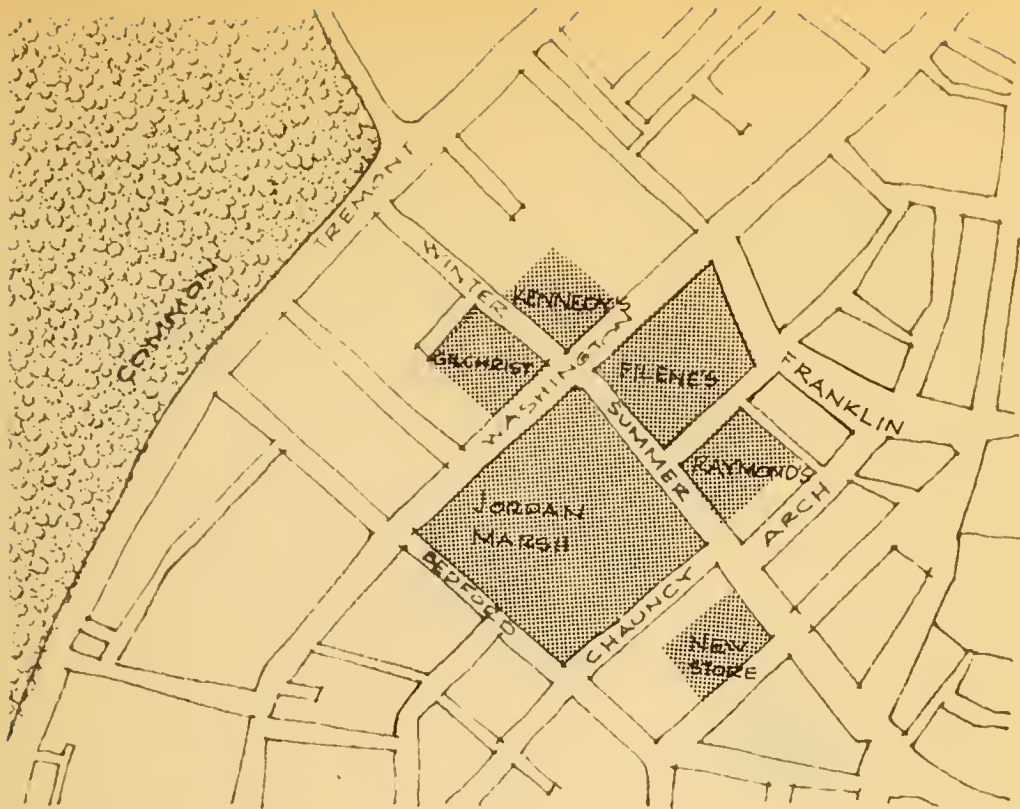 TREMONT
COMMON
WINTER
KENNEDY'S
GILCHRIST
WASHINGTON
FILENE'S
FRANKLIN
SUMMER
RAYMOND'S
ARCH
JORDAN
MARSH
BEDFORD
CHAUNCY
NEW
STORE